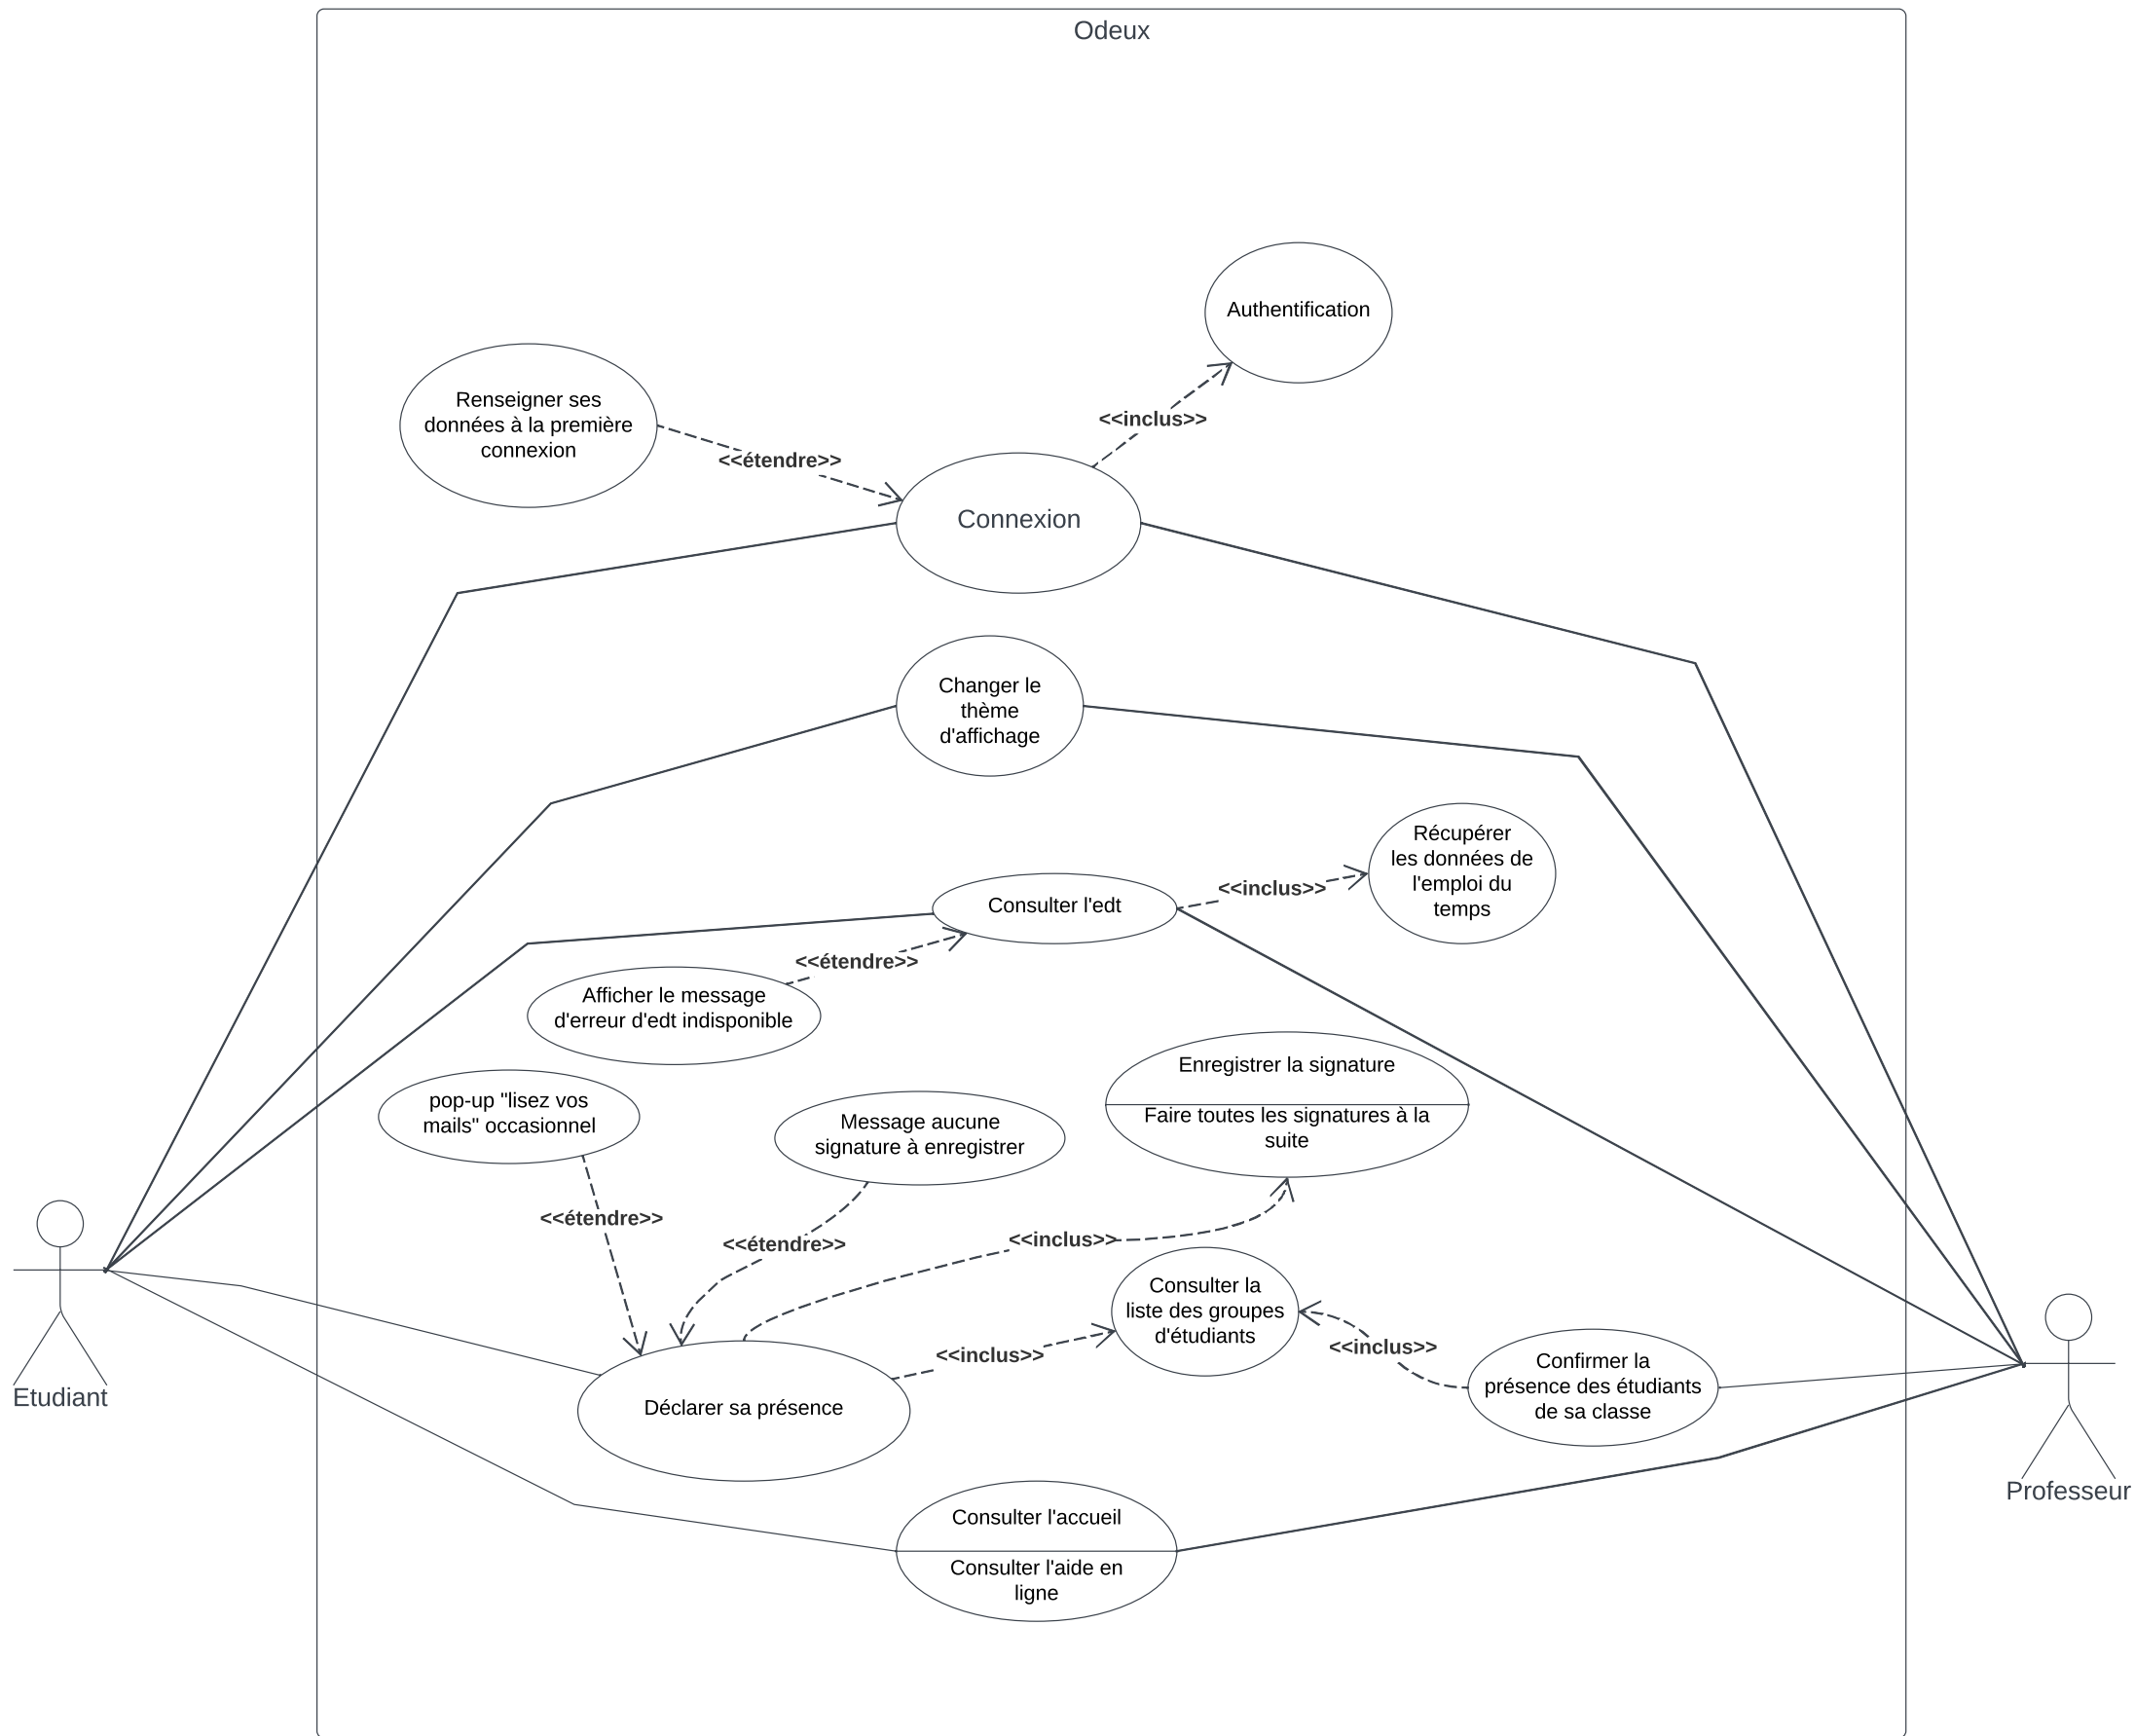 Odeux
Authentification
Renseigner ses
données à la première
connexion
<<inclus>>
<<étendre>>
Connexion
Changer le
thème
d'affichage
Récupérer
les données de
l'emploi du
temps
<<inclus>>
Consulter l'edt
<<étendre>>
Afficher le message
d'erreur d'edt indisponible
Enregistrer la signature
Faire toutes les signatures à la
suite
pop-up "lisez vos
mails" occasionnel
Message aucune
signature à enregistrer
<<étendre>>
<<étendre>>
<<inclus>>
Consulter la
liste des groupes
d'étudiants
<<inclus>>
<<inclus>>
Confirmer la
présence des étudiants
de sa classe
Etudiant
Déclarer sa présence
Professeur
Consulter l'accueil
Consulter l'aide en
ligne